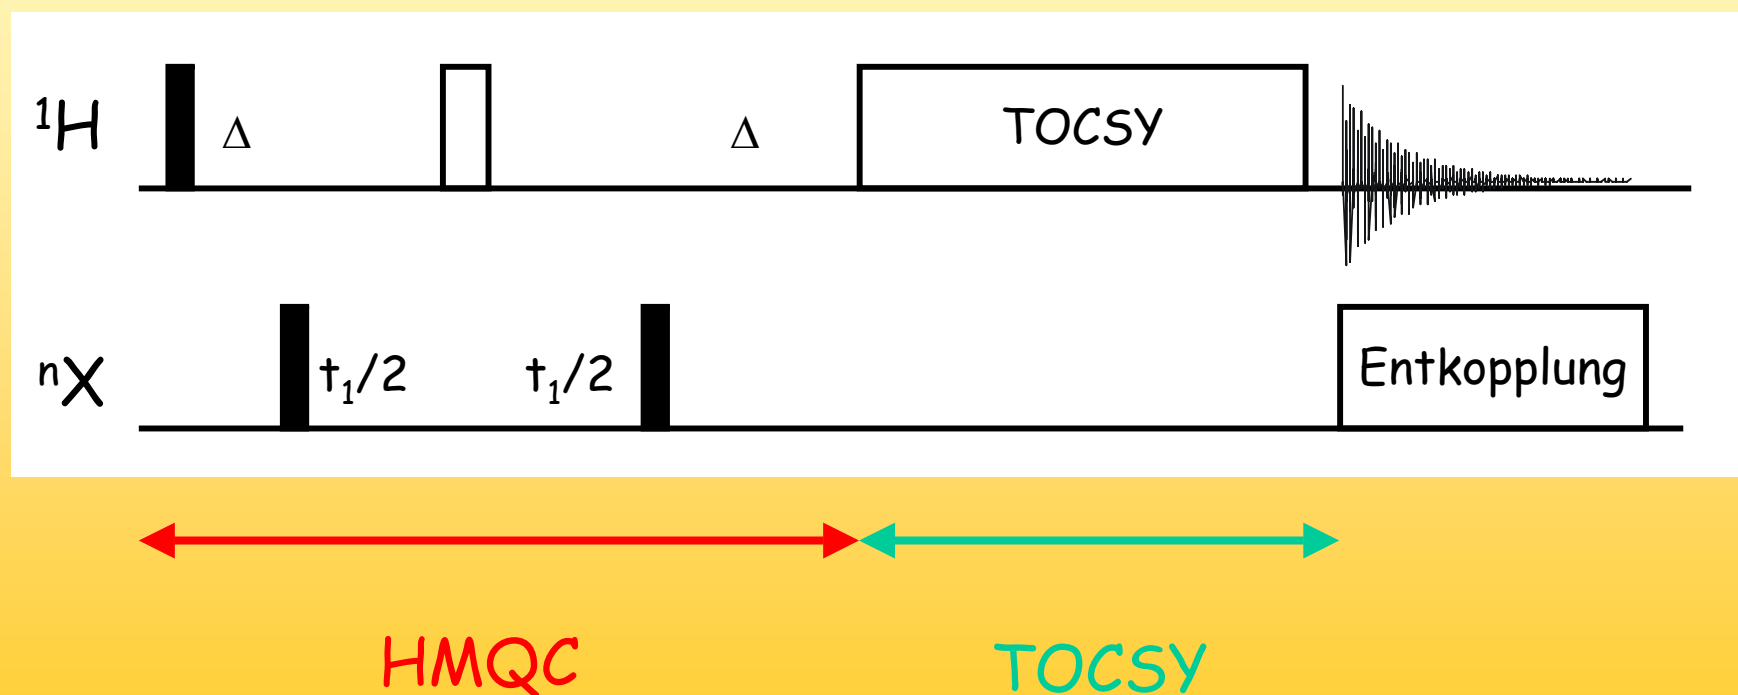 ¹H Δ Δ TOCSY
ⁿX t₁/2 t₁/2 Entkopplung
HMQC TOCSY